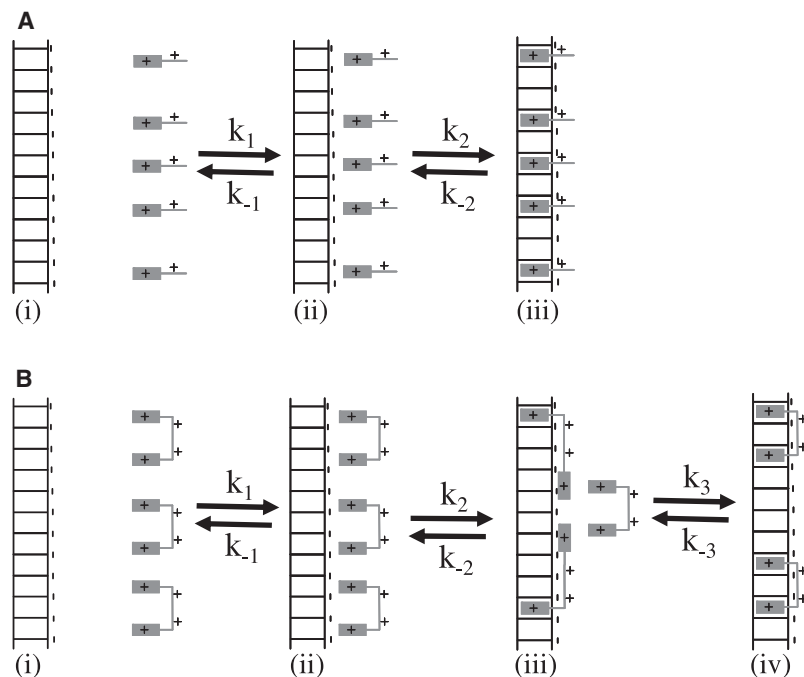 A
k1 k2
k-1 k-2
(i) (ii) (iii)
B
k1 k2 k3
k-1 k-2 k-3
(i) (ii) (iii) (iv)